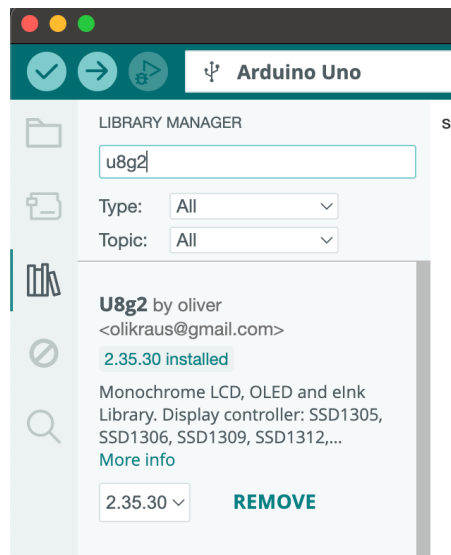 Arduino Uno
LIBRARY MANAGER
s
u8g2
Type: All
Topic: All
U8g2 by oliver
<olikraus@gmail.com>
2.35.30 installed
Monochrome LCD, OLED and eInk
Library. Display controller: SSD1305,
SSD1306, SSD1309, SSD1312,...
More info
2.35.30
REMOVE